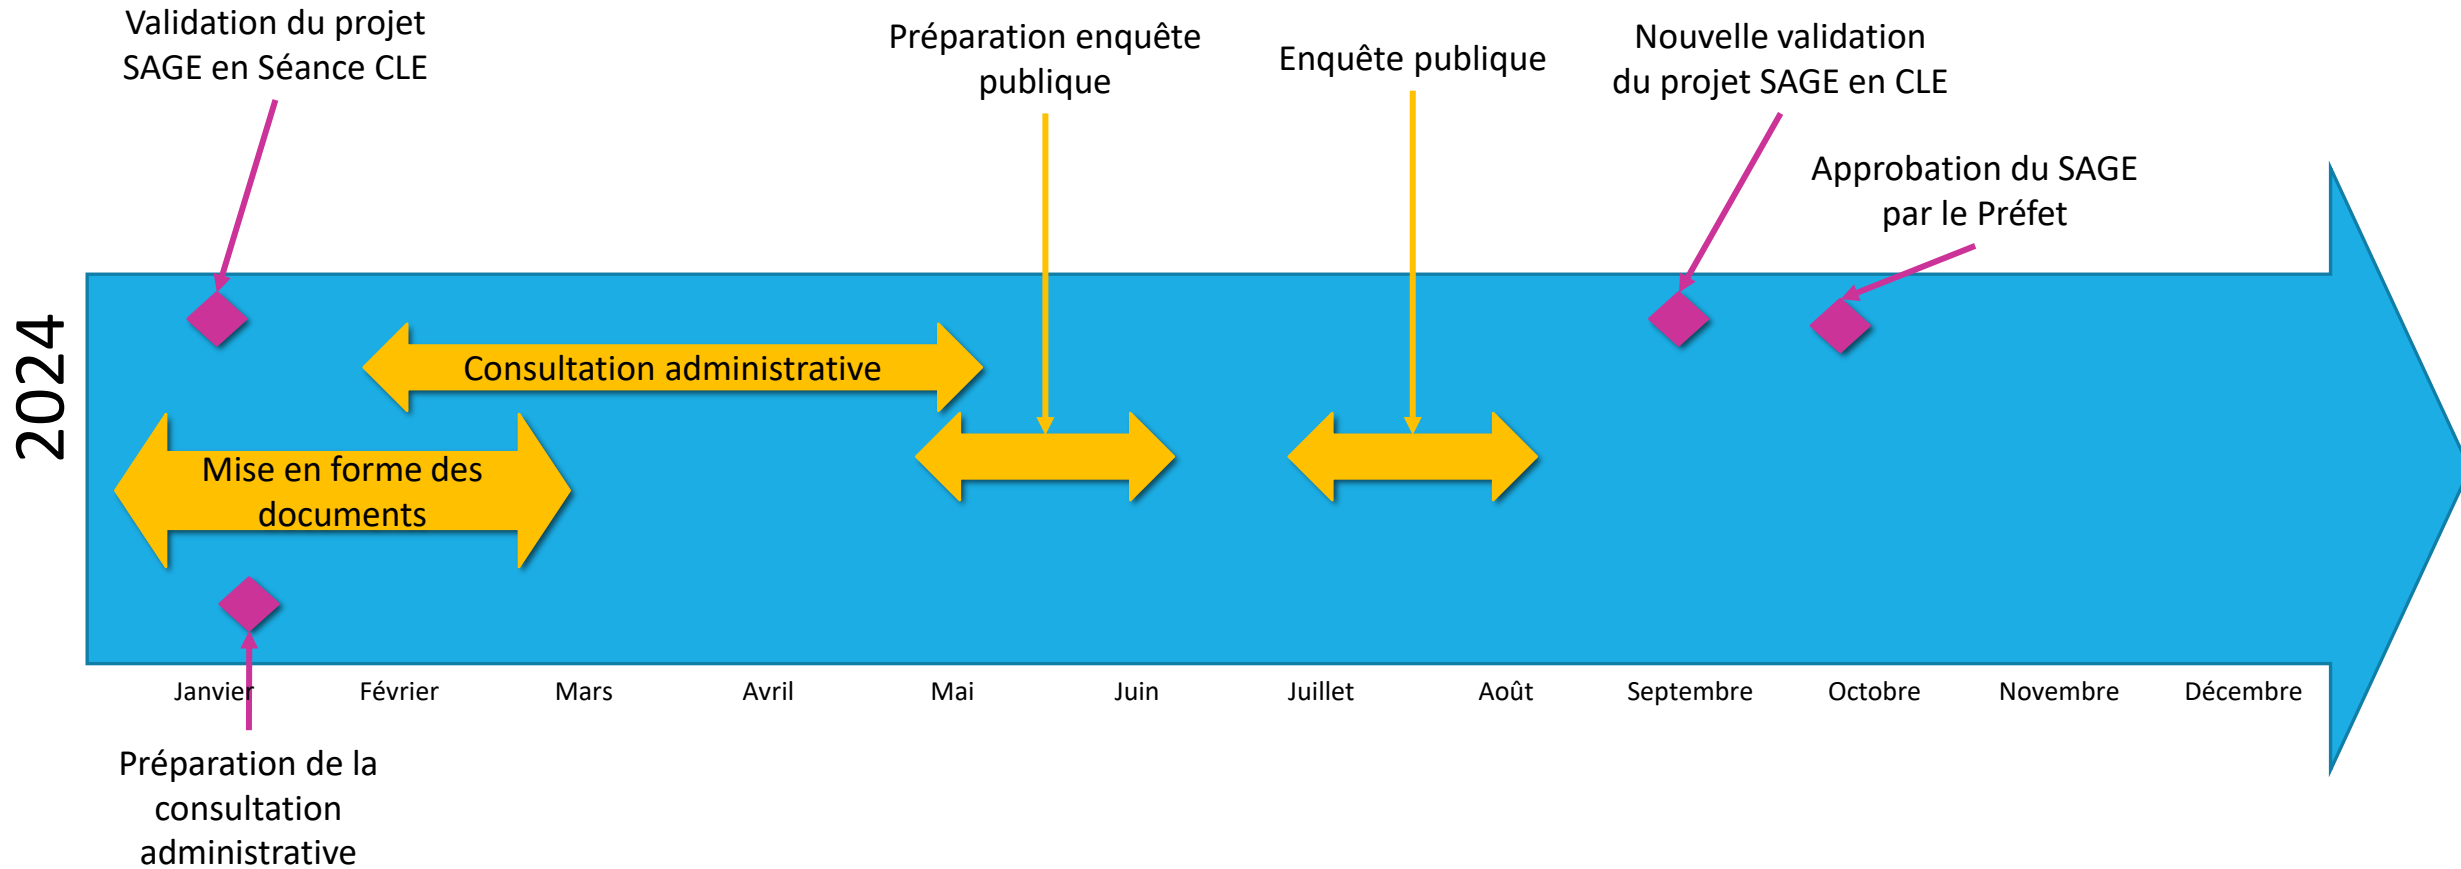 Validation du projet
SAGE en Séance CLE
Préparation enquête
publique
Enquête publique
Nouvelle validation
du projet SAGE en CLE
Approbation du SAGE
par le Préfet
2024
Consultation administrative
Mise en forme des
documents
Janvier
Février
Mars
Avril
Mai
Juin
Juillet
Août
Septembre
Octobre
Novembre
Décembre
Préparation de la
consultation
administrative